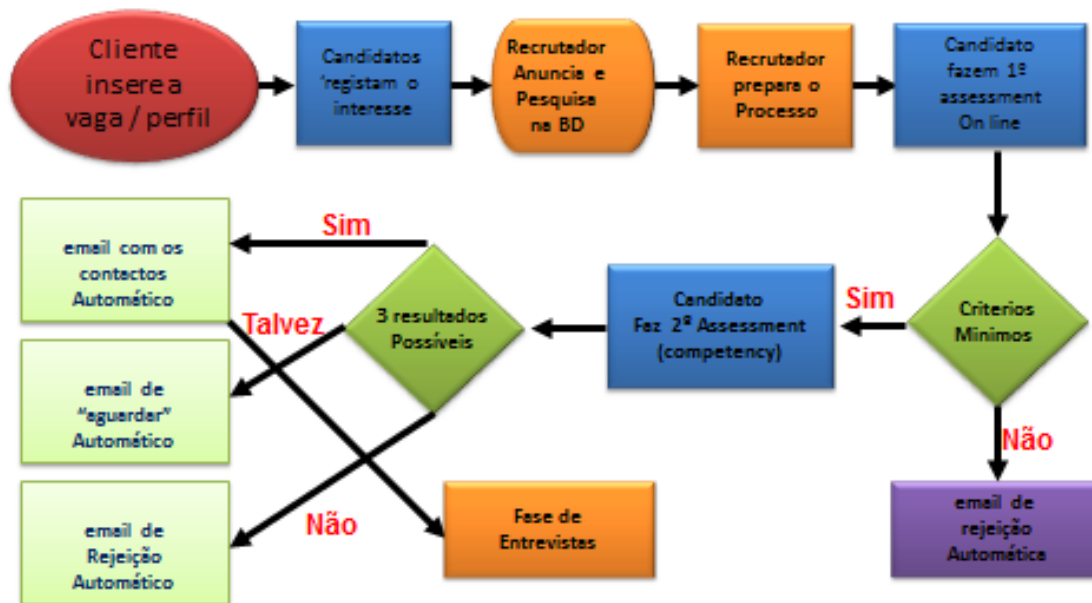 Cliente
insere a
vaga / perfil
Candidatos
'registam o
interesse
Recrutador
Anuncia e
Pesquisa
na BD
Recrutador
prepara o
Processo
Candidato
fazem 1º
assessment
On line
Sim
email com os
contactos
Automático
Talvez
3 resultados
Possíveis
Candidato
Faz 2º Assessment
(competency)
Sim
Criterios
Minimos
email de
"aguardar"
Automático
Não
email de
Rejeição
Automático
Não
Fase de
Entrevistas
email de
rejeição
Automática